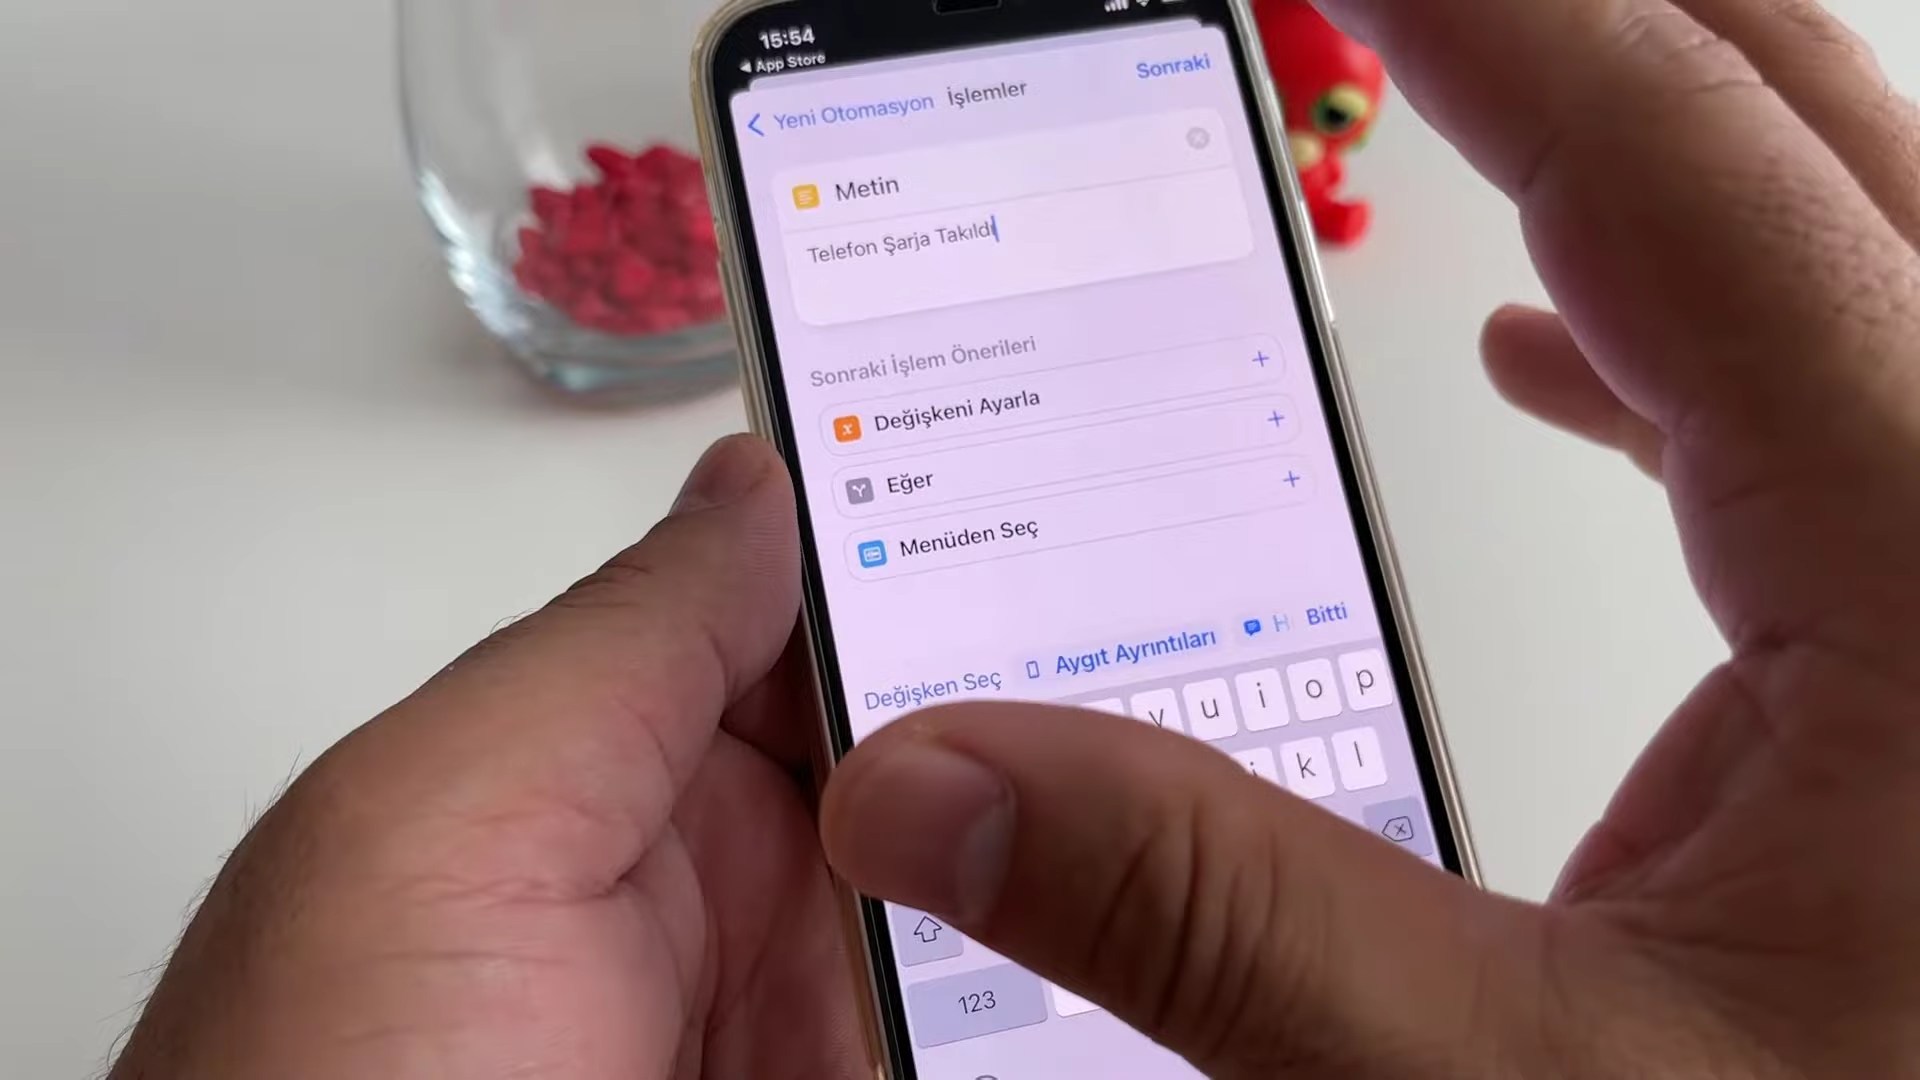 15:54
App Store
Yeni Otomasyon İşlemler Sonraki
Metin
Telefon Şarja Takıldı
Sonraki İşlem Önerileri
Değişkeni Ayarla
Eğer
Menüden Seç
Değişken Seç Aygıt Ayrıntıları H Bitti
y u i o p
j k l
123